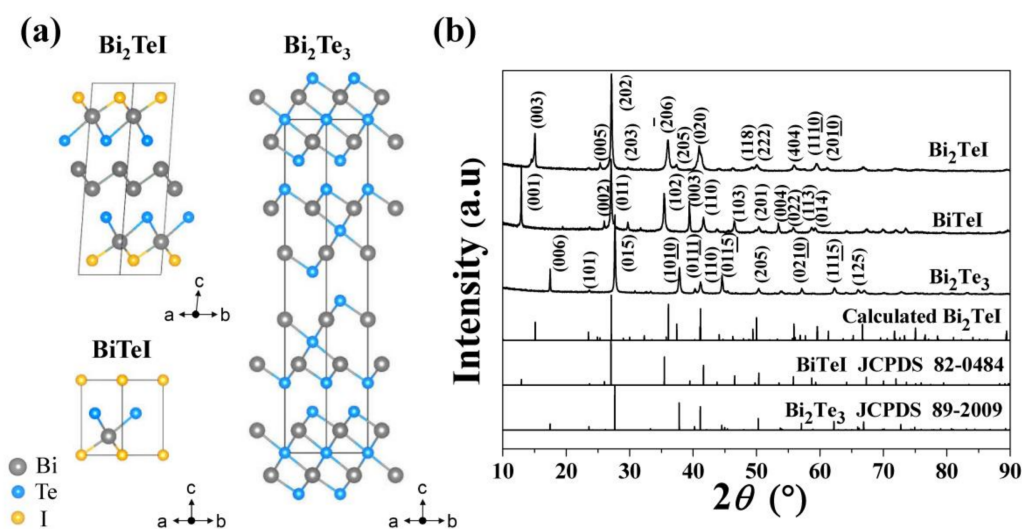 (a)
Bi₂TeI
Bi₂Te₃
c
a
b
BiTeI
Bi
Te
I
c
a
b
c
a
b
(b)
Intensity (a.u)
(003)
(005)
(202)
(203)
(2̄06)
(205)
(020)
(118)
(222)
(404)
(1110)
(2010)
Bi₂TeI
(001)
(002)
(011)
(102)
(003)
(110)
(103)
(201)
(004)
(022)
(113)
(014)
BiTeI
(006)
(101)
(015)
(1010)
(0111)
(110)
(0115)
(205)
(0210)
(1115)
(125)
Bi₂Te₃
Calculated Bi₂TeI
BiTeI JCPDS 82-0484
Bi₂Te₃ JCPDS 89-2009
10 20 30 40 50 60 70 80 90
2θ (°)